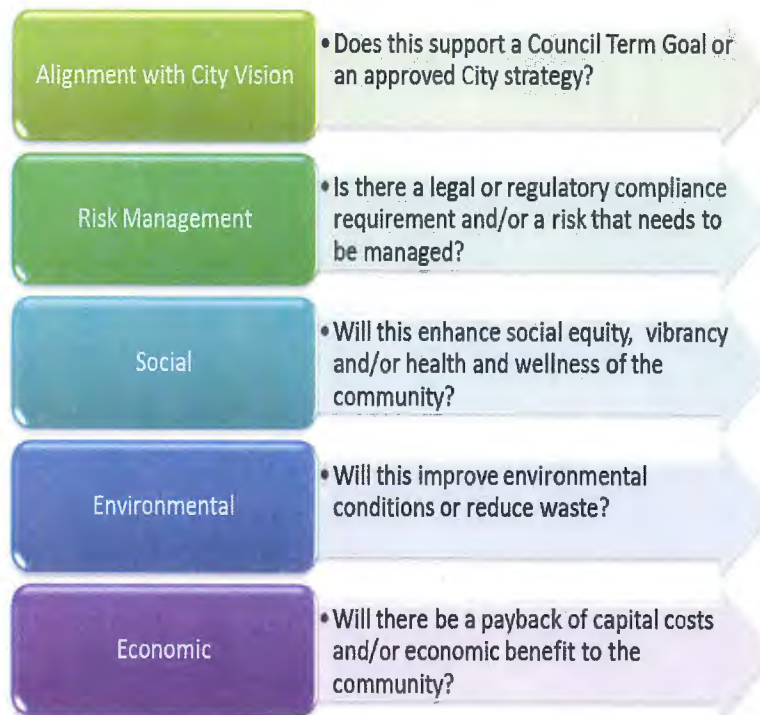 Alignment with City Vision
• Does this support a Council Term Goal or
an approved City strategy?
Risk Management
• Is there a legal or regulatory compliance
requirement and/or a risk that needs to
be managed?
Social
• Will this enhance social equity, vibrancy
and/or health and wellness of the
community?
Environmental
• Will this improve environmental
conditions or reduce waste?
Economic
• Will there be a payback of capital costs
and/or economic benefit to the
community?